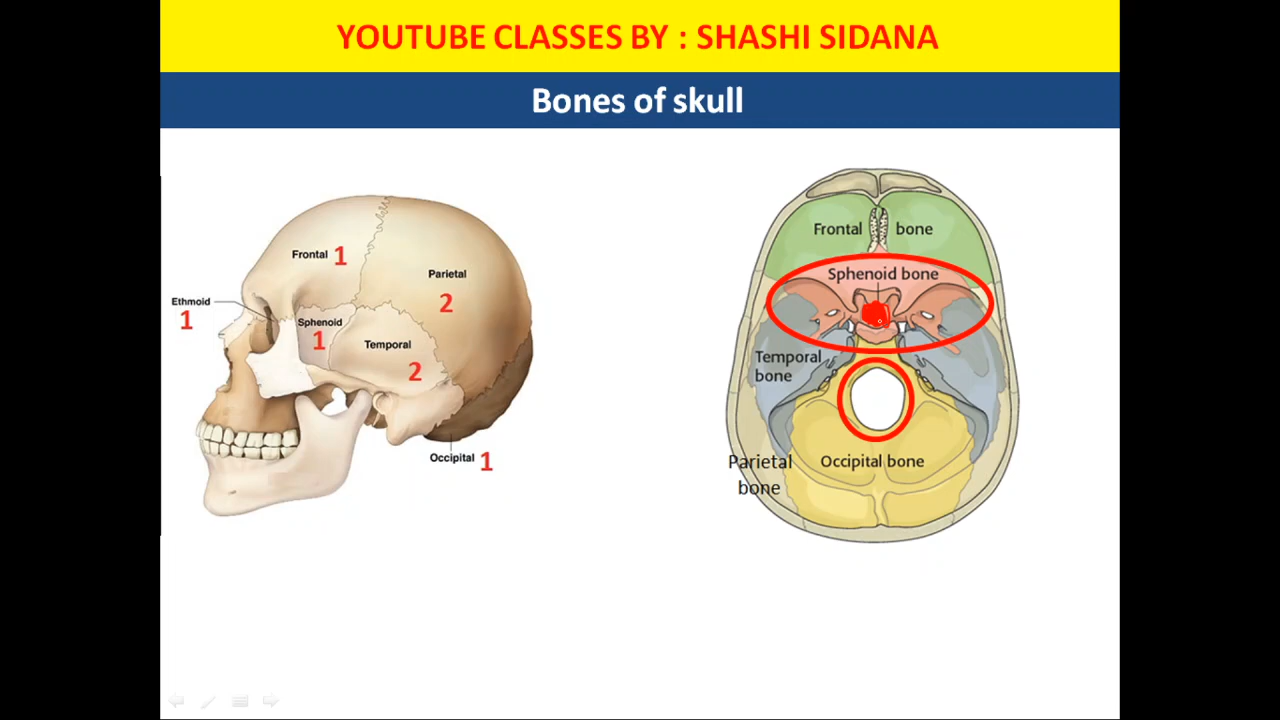 YOUTUBE CLASSES BY : SHASHI SIDANA
Bones of skull
Frontal 1
Parietal
2
Ethmoid
1
Sphenoid
1
Temporal
2
Occipital 1
Frontal bone
Sphenoid bone
Temporal
bone
Parietal
bone
Occipital bone